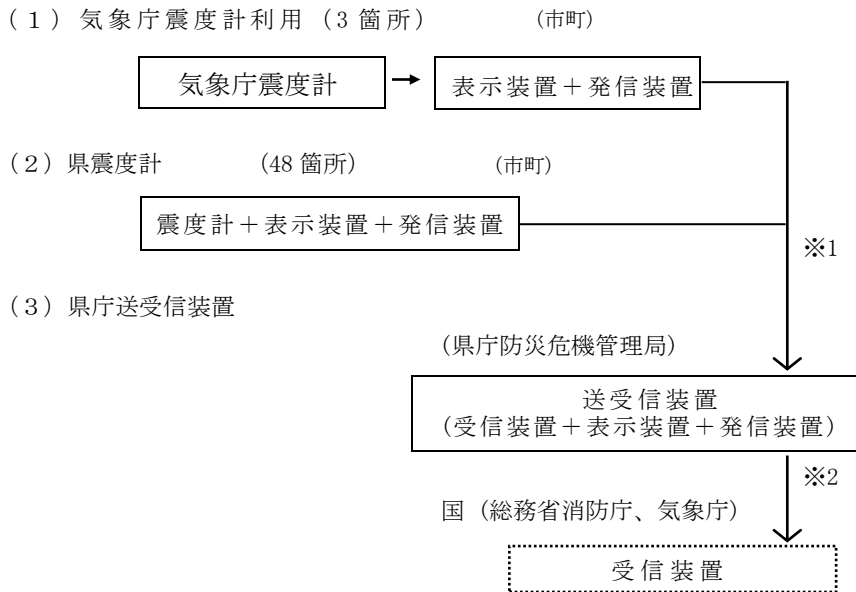 (１) 気象庁震度計利用 (3 箇所) (市町)
気象庁震度計 → 表示装置＋発信装置
(２) 県震度計 (48 箇所) (市町)
震度計＋表示装置＋発信装置
※1
(３) 県庁送受信装置
(県庁防災危機管理局)
送受信装置
(受信装置＋表示装置＋発信装置)
※2
国 (総務省消防庁、気象庁)
受信装置